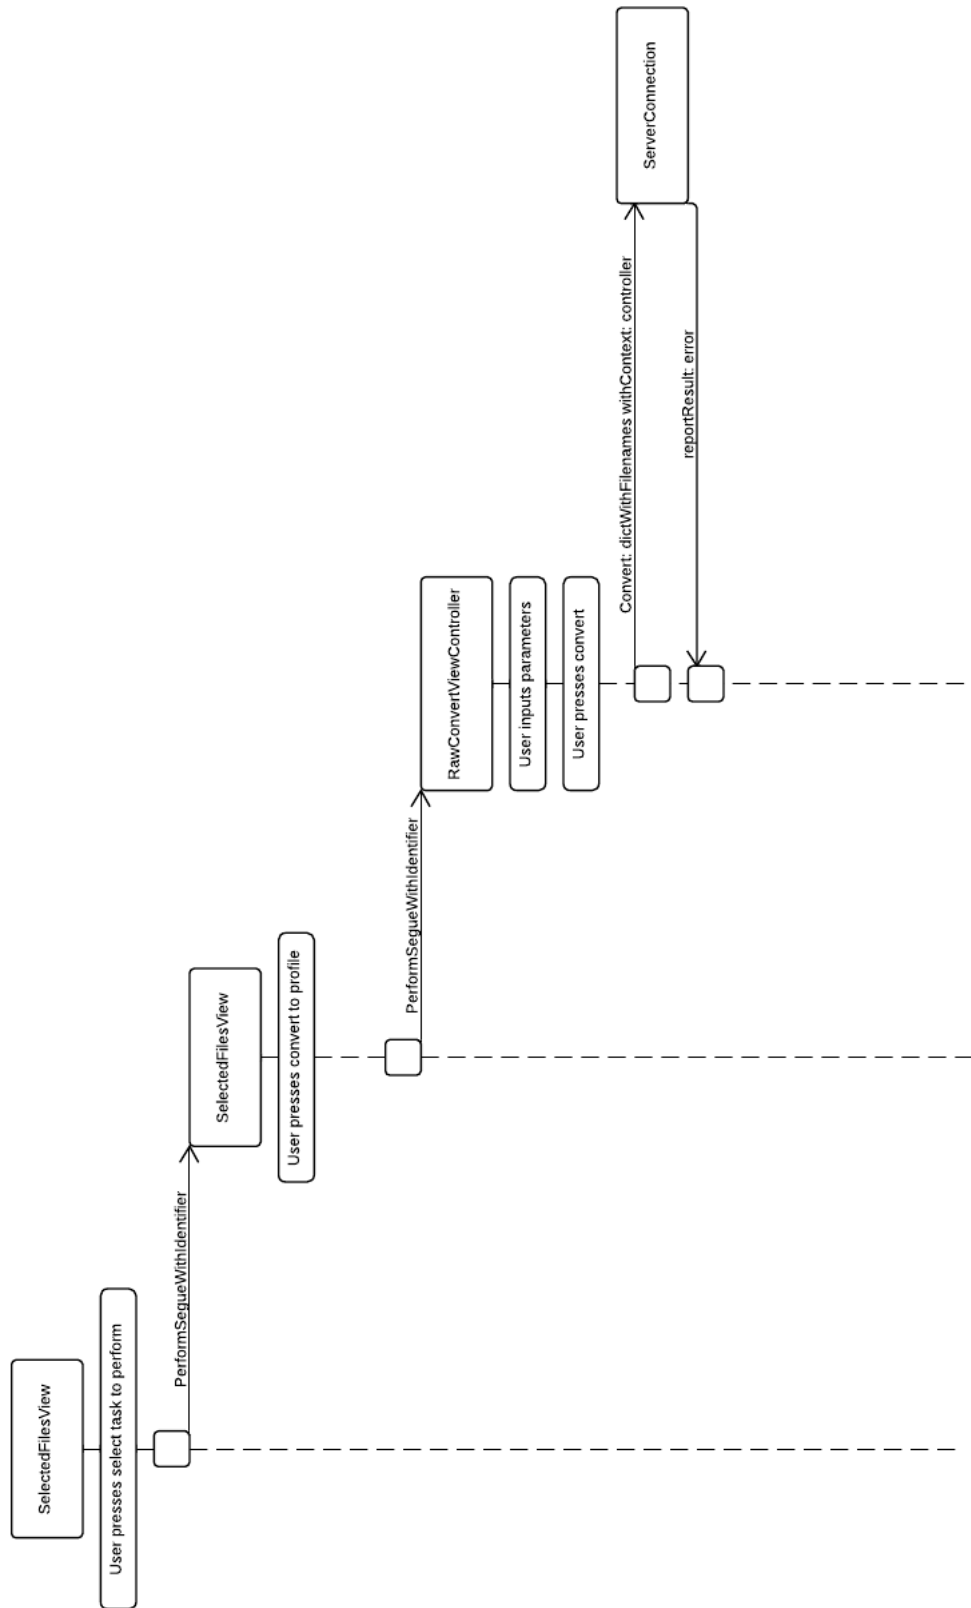 SelectedFilesView
User presses select task to perform
PerformSegueWithIdentifier
SelectedFilesView
User presses convert to profile
PerformSegueWithIdentifier
RawConvertViewController
User inputs parameters
User presses convert
Convert: dictWithFilenames withContext: controller
ServerConnection
reportResult: error